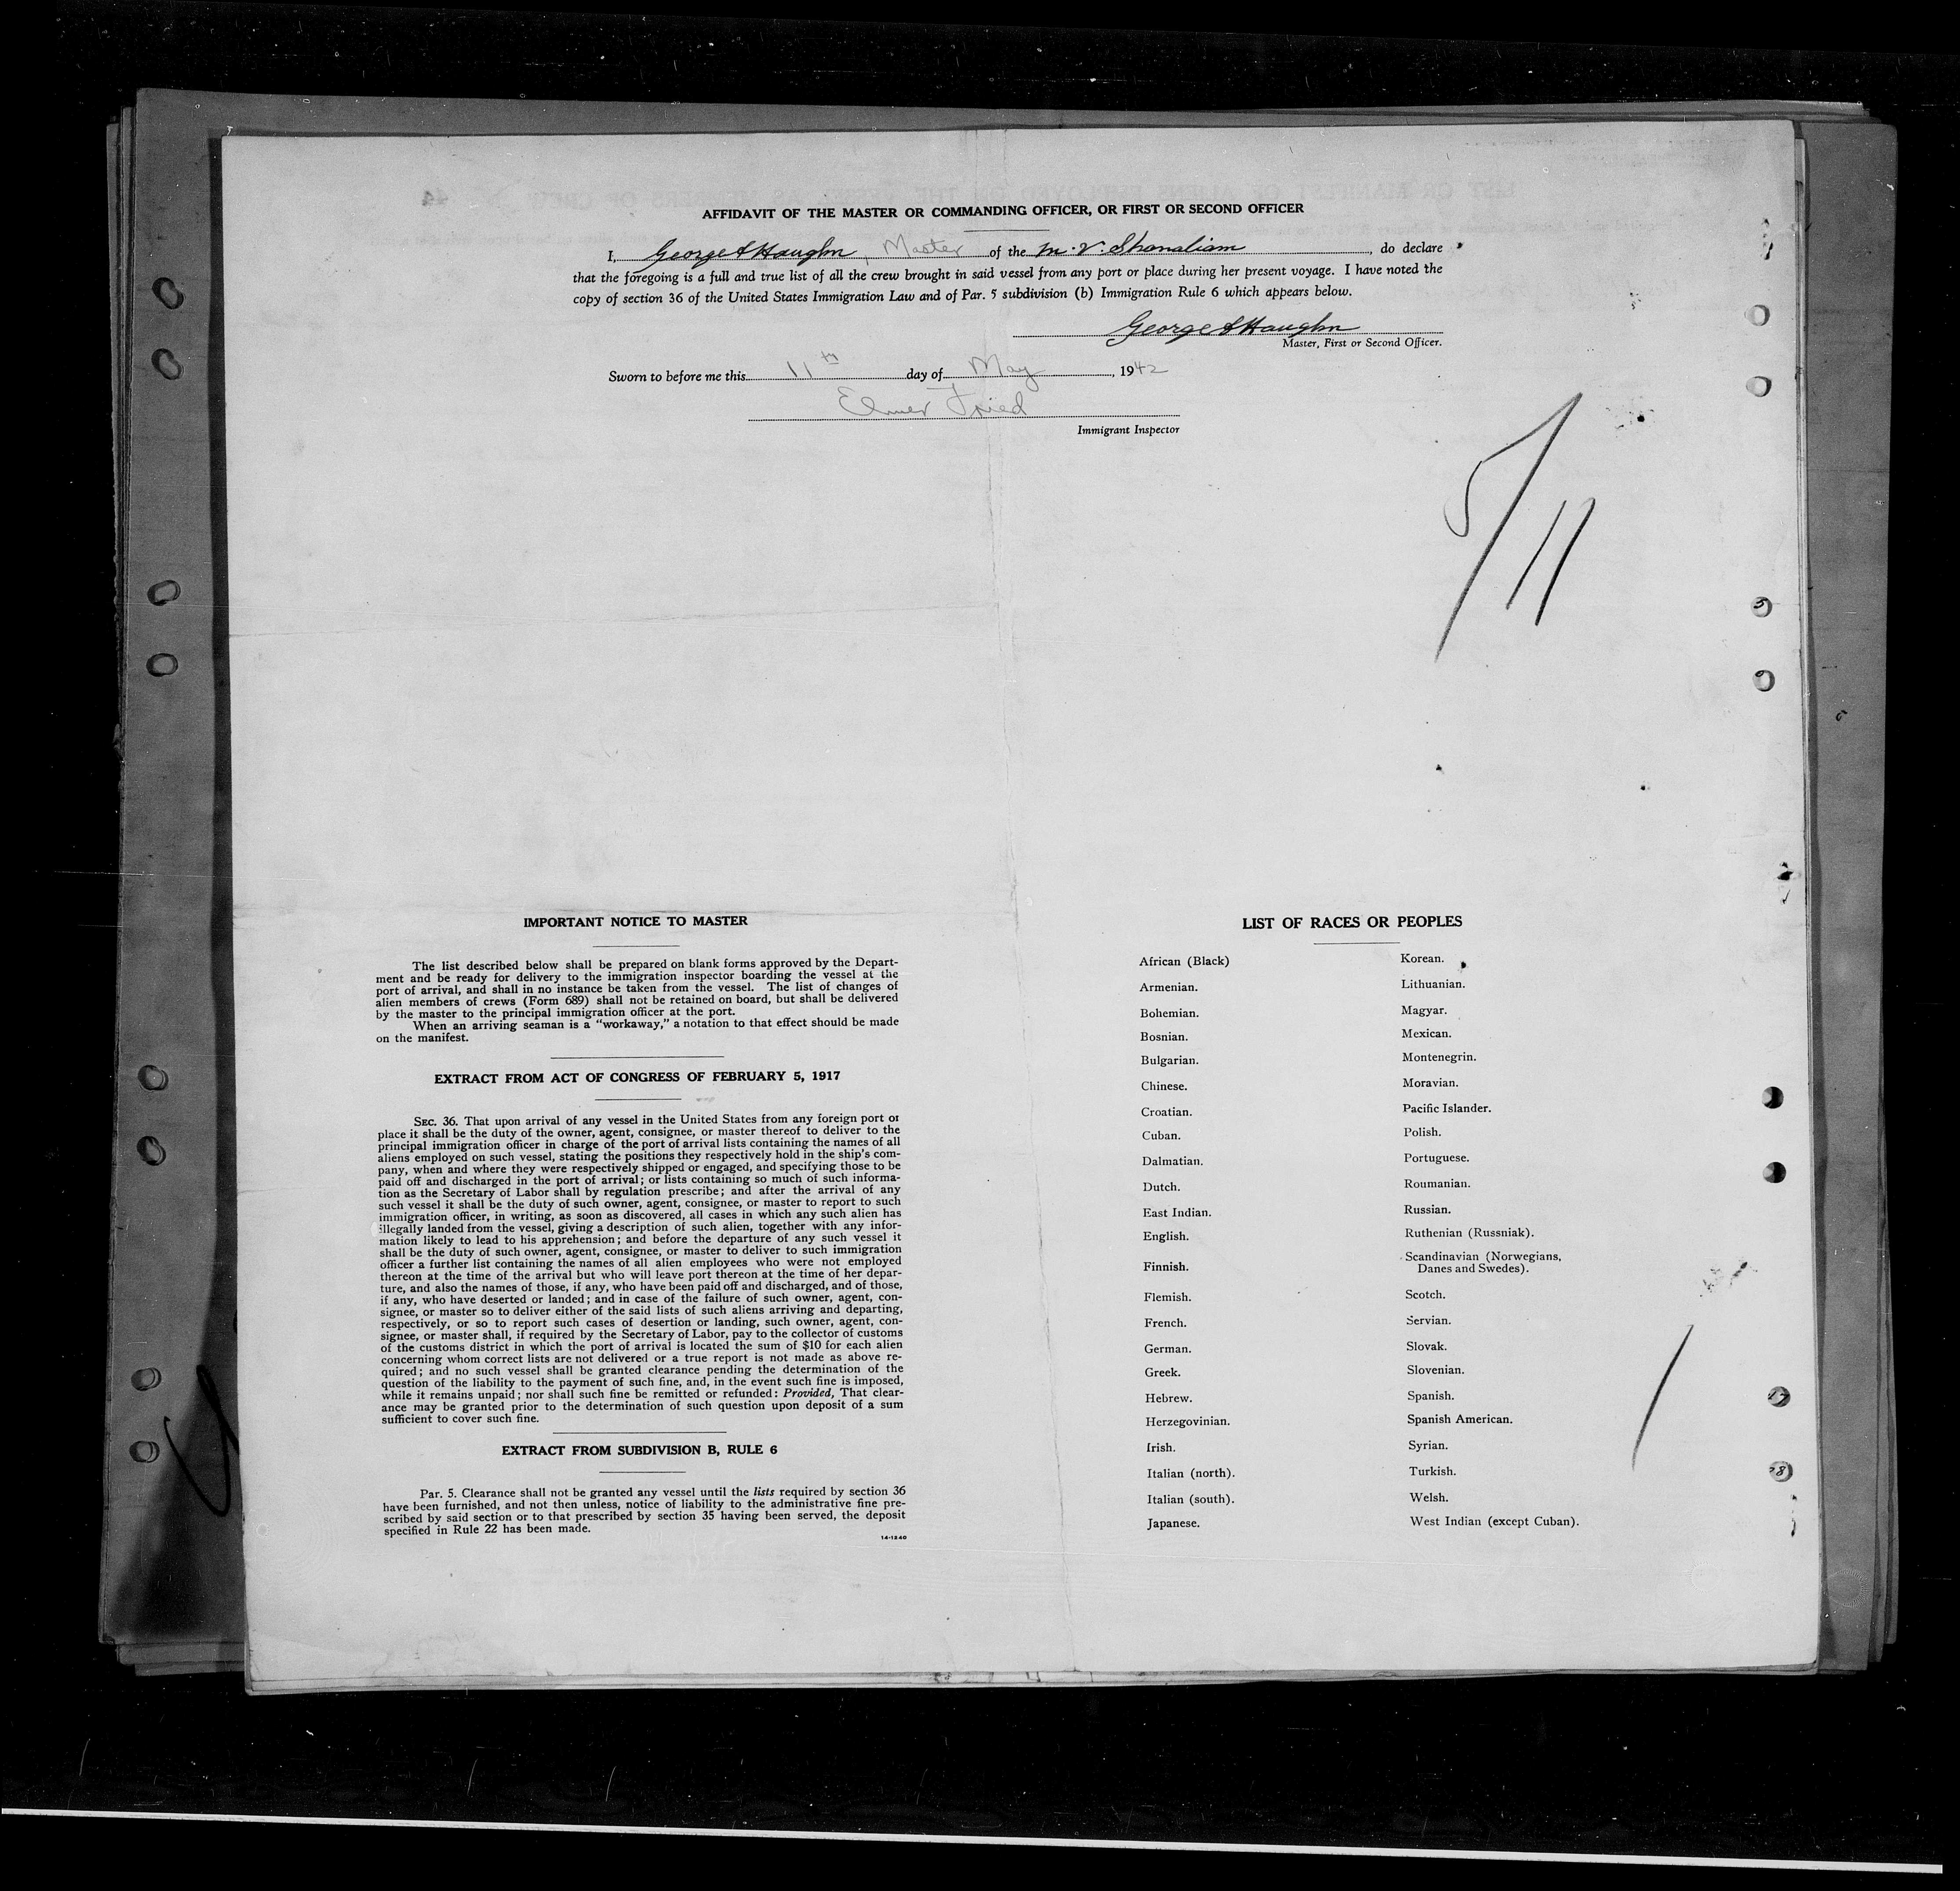 AFFIDAVIT OF THE MASTER OR COMMANDING OFFICER, OR FIRST OR SECOND OFFICER
I, George A Haughn, Master of the M.V. Shanaliam, do declare
that the foregoing is a full and true list of all the crew brought in said vessel from any port or place during her present voyage. I have noted the
copy of section 36 of the United States Immigration Law and of Par. 5 subdivision (b) Immigration Rule 6 which appears below.
George A Haughn
Master, First or Second Officer.
Sworn to before me this 11th day of May, 1942
Elmer Fried
Immigrant Inspector
5/11
IMPORTANT NOTICE TO MASTER
The list described below shall be prepared on blank forms approved by the Depart-
ment and be ready for delivery to the immigration inspector boarding the vessel at the
port of arrival, and shall in no instance be taken from the vessel. The list of changes of
alien members of crews (Form 689) shall not be retained on board, but shall be delivered
by the master to the principal immigration officer at the port.
When an arriving seaman is a "workaway," a notation to that effect should be made
on the manifest.
EXTRACT FROM ACT OF CONGRESS OF FEBRUARY 5, 1917
SEC. 36. That upon arrival of any vessel in the United States from any foreign port or
place it shall be the duty of the owner, agent, consignee, or master thereof to deliver to the
principal immigration officer in charge of the port of arrival lists containing the names of all
aliens employed on such vessel, stating the positions they respectively hold in the ship's com-
pany, when and where they were respectively shipped or engaged, and specifying those to be
paid off and discharged in the port of arrival; or lists containing so much of such informa-
tion as the Secretary of Labor shall by regulation prescribe; and after the arrival of any
such vessel it shall be the duty of such owner, agent, consignee, or master to report to such
immigration officer, in writing, as soon as discovered, all cases in which any such alien has
illegally landed from the vessel, giving a description of such alien, together with any infor-
mation likely to lead to his apprehension; and before the departure of any such vessel it
shall be the duty of such owner, agent, consignee, or master to deliver to such immigration
officer a further list containing the names of all alien employees who were not employed
thereon at the time of the arrival but who will leave port thereon at the time of her depar-
ture, and also the names of those, if any, who have been paid off and discharged, and of those,
if any, who have deserted or landed; and in case of the failure of such owner, agent, con-
signee, or master so to deliver either of the said lists of such aliens arriving and departing,
respectively, or so to report such cases of desertion or landing, such owner, agent, con-
signee, or master shall, if required by the Secretary of Labor, pay to the collector of customs
of the customs district in which the port of arrival is located the sum of $10 for each alien
concerning whom correct lists are not delivered or a true report is not made as above re-
quired; and no such vessel shall be granted clearance pending the determination of the
question of the liability to the payment of such fine, and, in the event such fine is imposed,
while it remains unpaid; nor shall such fine be remitted or refunded: Provided, That clear-
ance may be granted prior to the determination of such question upon deposit of a sum
sufficient to cover such fine.
EXTRACT FROM SUBDIVISION B, RULE 6
Par. 5. Clearance shall not be granted any vessel until the lists required by section 36
have been furnished, and not then unless, notice of liability to the administrative fine pre-
scribed by said section or to that prescribed by section 35 having been served, the deposit
specified in Rule 22 has been made.
14-1240
LIST OF RACES OR PEOPLES
African (Black)
Armenian.
Bohemian.
Bosnian.
Bulgarian.
Chinese.
Croatian.
Cuban.
Dalmatian.
Dutch.
East Indian.
English.
Finnish.
Flemish.
French.
German.
Greek.
Hebrew.
Herzegovinian.
Irish.
Italian (north).
Italian (south).
Japanese.
Korean.
Lithuanian.
Magyar.
Mexican.
Montenegrin.
Moravian.
Pacific Islander.
Polish.
Portuguese.
Roumanian.
Russian.
Ruthenian (Russniak).
Scandinavian (Norwegians,
Danes and Swedes).
Scotch.
Servian.
Slovak.
Slovenian.
Spanish.
Spanish American.
Syrian.
Turkish.
Welsh.
West Indian (except Cuban).